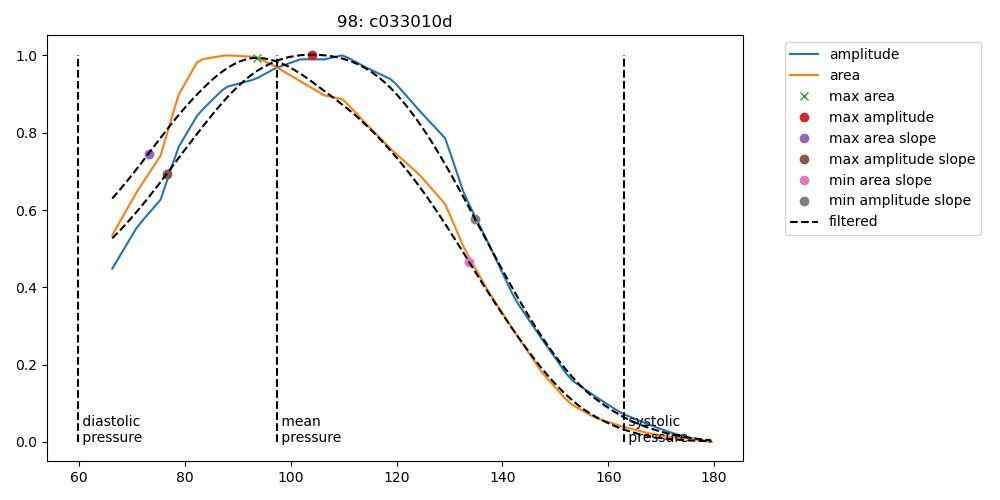 98: c033010d
amplitude
area
max area
max amplitude
max area slope
max amplitude slope
min area slope
min amplitude slope
filtered
1.0
0.8
0.6
0.4
0.2
0.0
diastolic
pressure
mean
pressure
systolic
pressure
60
80
100
120
140
160
180